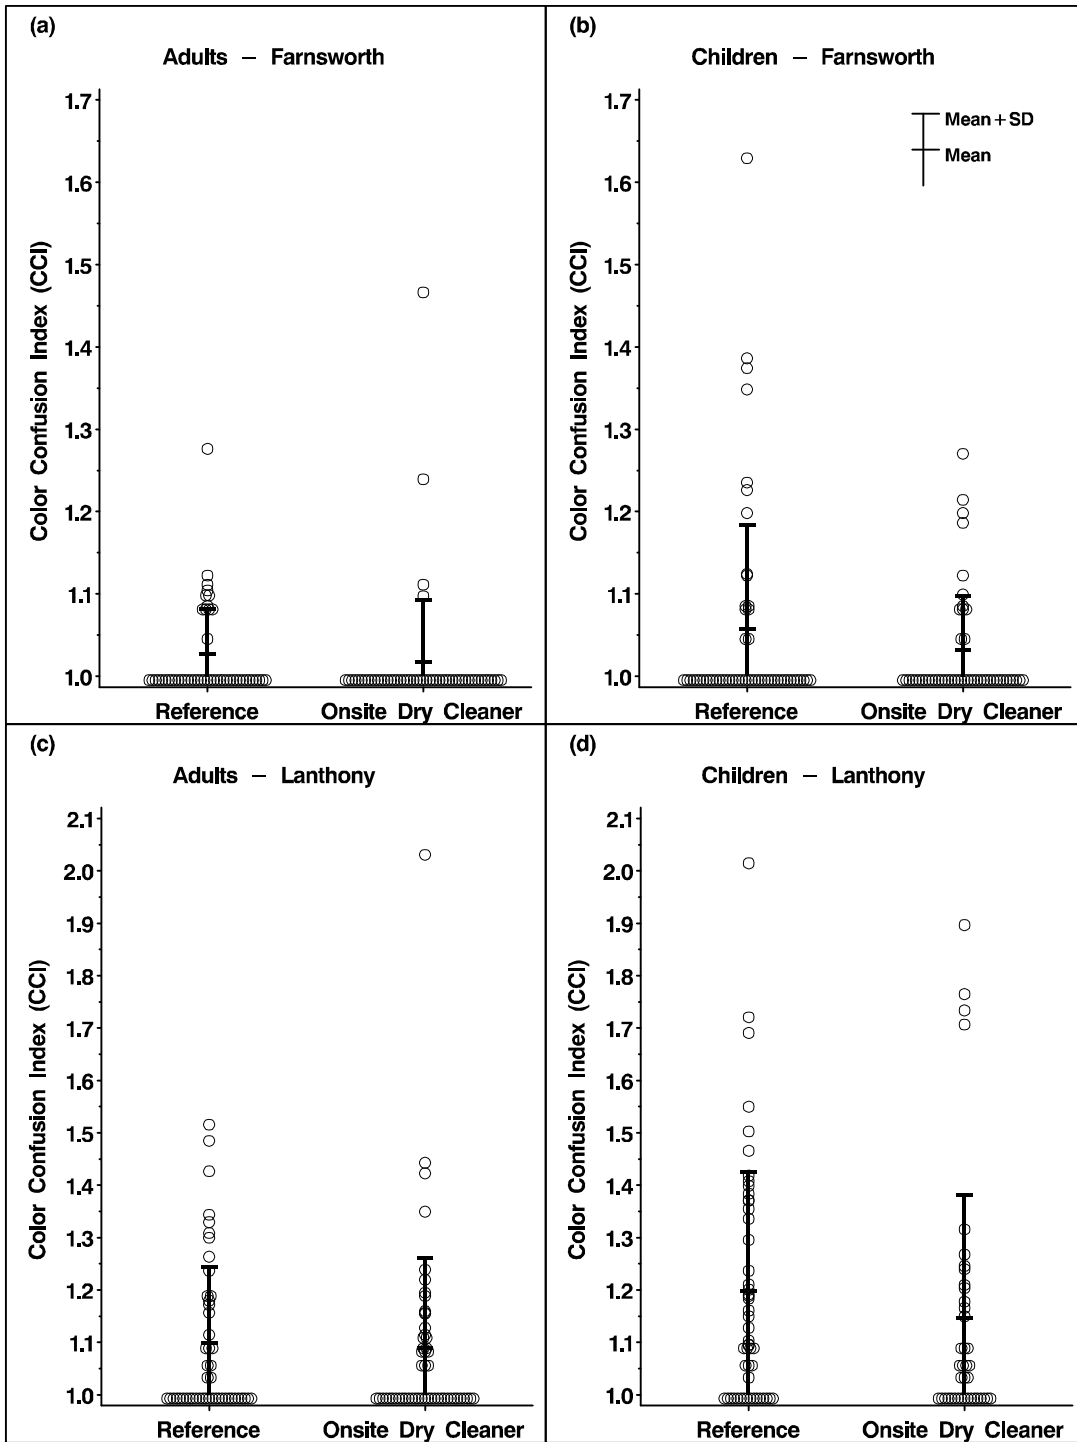 (a)
Adults – Farnsworth
1.7
1.6
1.5
1.4
1.3
1.2
1.1
1.0
Color Confusion Index (CCI)
Reference Onsite Dry Cleaner
(b)
Children – Farnsworth
1.7
1.6
1.5
1.4
1.3
1.2
1.1
1.0
Color Confusion Index (CCI)
Mean+SD
Mean
Reference Onsite Dry Cleaner
(c)
Adults – Lanthony
2.1
2.0
1.9
1.8
1.7
1.6
1.5
1.4
1.3
1.2
1.1
1.0
Color Confusion Index (CCI)
Reference Onsite Dry Cleaner
(d)
Children – Lanthony
2.1
2.0
1.9
1.8
1.7
1.6
1.5
1.4
1.3
1.2
1.1
1.0
Color Confusion Index (CCI)
Reference Onsite Dry Cleaner